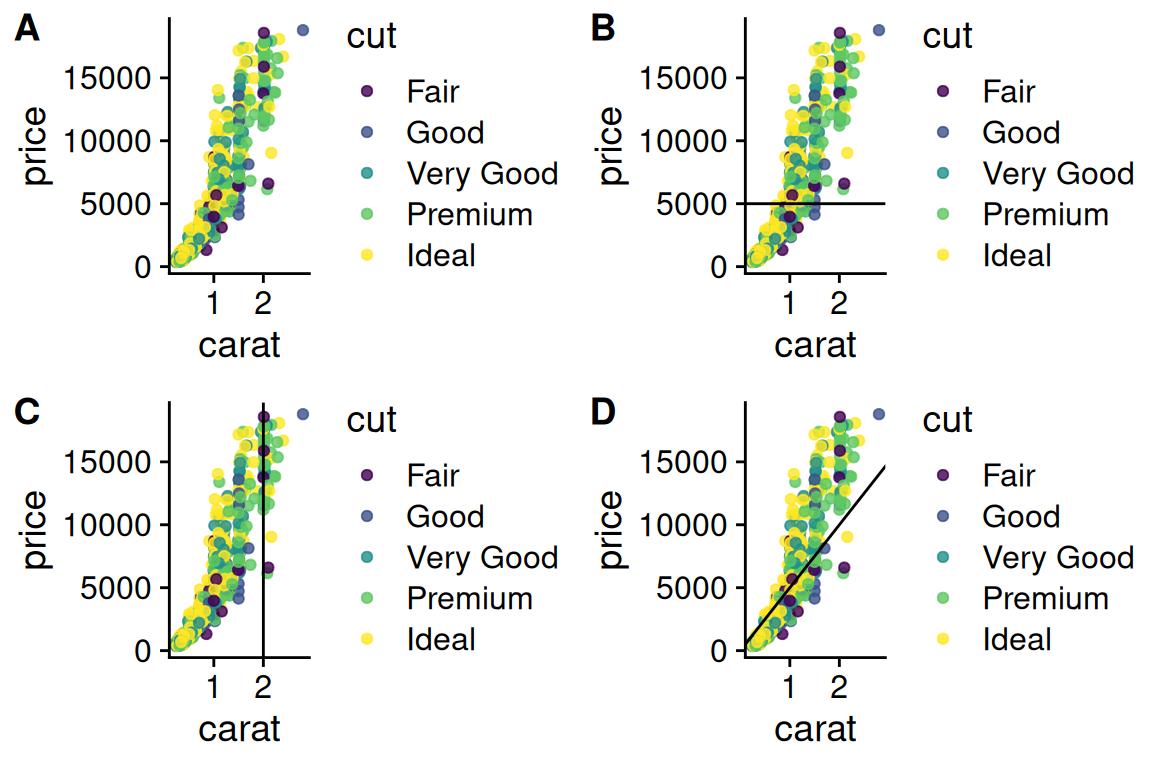 A
cut
15000
10000
5000
0
price
1 2
carat
Fair
Good
Very Good
Premium
Ideal
B
cut
15000
10000
5000
0
price
1 2
carat
Fair
Good
Very Good
Premium
Ideal
C
cut
15000
10000
5000
0
price
1 2
carat
Fair
Good
Very Good
Premium
Ideal
D
cut
15000
10000
5000
0
price
1 2
carat
Fair
Good
Very Good
Premium
Ideal